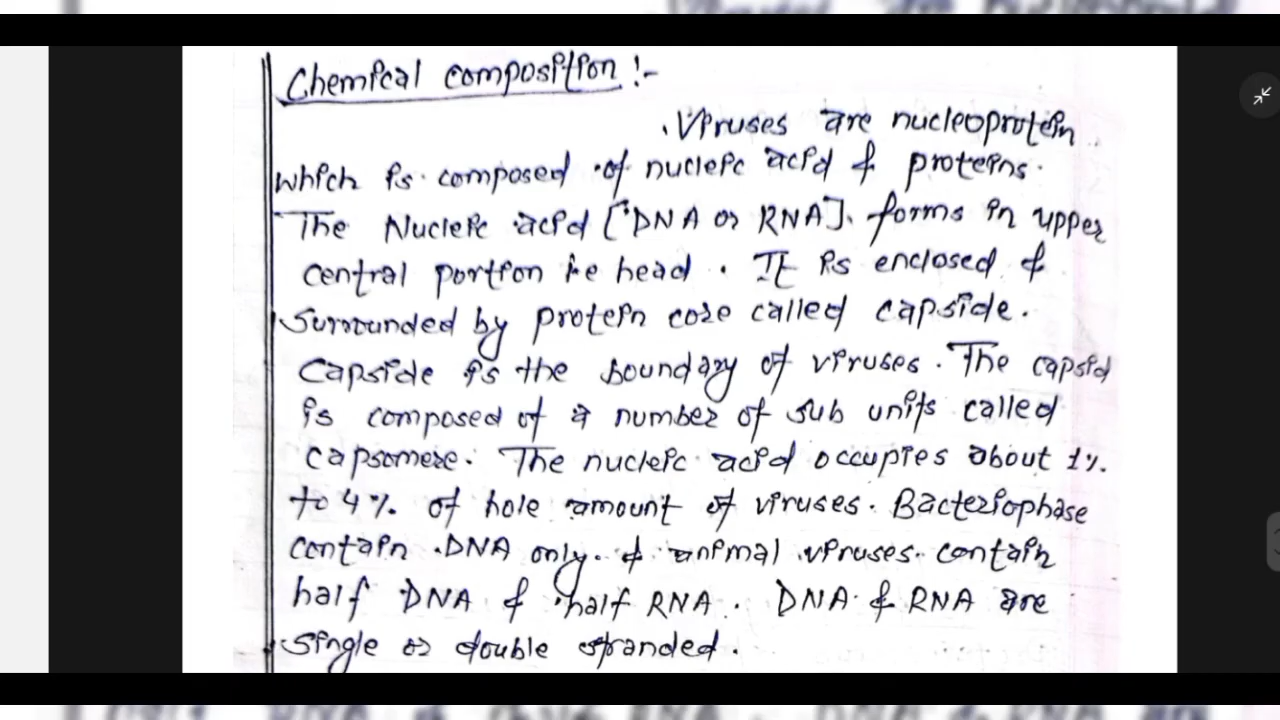 Chemical composition :-
Viruses are nucleoprotein
which is composed of nucleic acid & proteins.
The Nucleic acid [DNA or RNA]. forms in upper
central portion i.e head. It is enclosed &
surrounded by protein core called capside.
Capside is the boundary of viruses. The capsid
is composed of a number of sub units called
capsomere. The nucleic acid occupies about 1%
to 4% of hole amount of viruses. Bacteriophase
contain DNA only. & animal viruses contain
half DNA & half RNA. DNA & RNA are
single or double stranded.